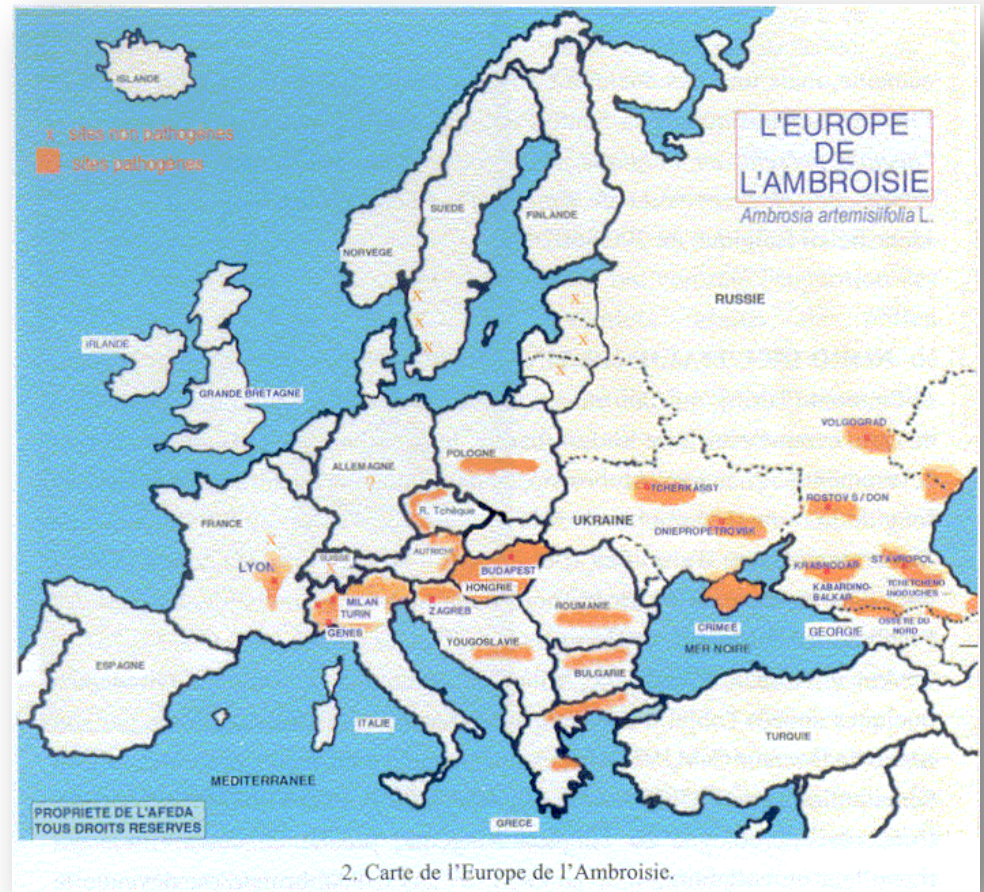 ISLANDE
x sites non pathogènes
sites pathogènes
L'EUROPE
DE
L'AMBROISIE
Ambrosia artemisiifolia L.
SUEDE
FINLANDE
NORVEGE
X
X
X
X
X
X
RUSSIE
IRLANDE
GRANDE BRETAGNE
VOLGOGRAD
POLOGNE
ALLEMAGNE
?
TCHERKASSY
ROSTOV S / DON
R. Tchèque
FRANCE
UKRAINE
DNIEPROPETROVSK
X
AUTRICHE
SUISSE
LYON
BUDAPEST
HONGRIE
KRASNODAR
STAVROPOL
KABARDINO-
BALKAR
TCHETCHENO
INGOUCHES
MILAN
TURIN
ZAGREB
ROUMANIE
GENES
CRIMEE
GEORGIE
OSSETIE DU
NORD
YOUGOSLAVIE
MER NOIRE
ESPAGNE
BULGARIE
ITALIE
TURQUIE
MEDITERRANEE
PROPRIETE DE L'AFEDA
TOUS DROITS RESERVES
GRECE
2. Carte de l'Europe de l'Ambroisie.